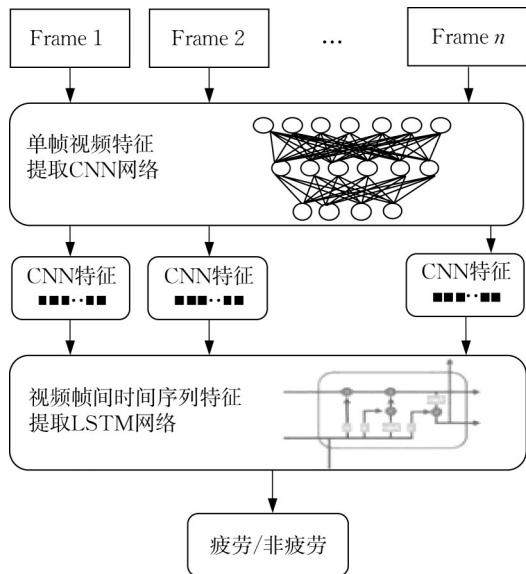 Frame 1
Frame 2
...
Frame n
单帧视频特征
提取CNN网络
CNN特征
CNN特征
CNN特征
视频帧间时间序列特征
提取LSTM网络
疲劳/非疲劳